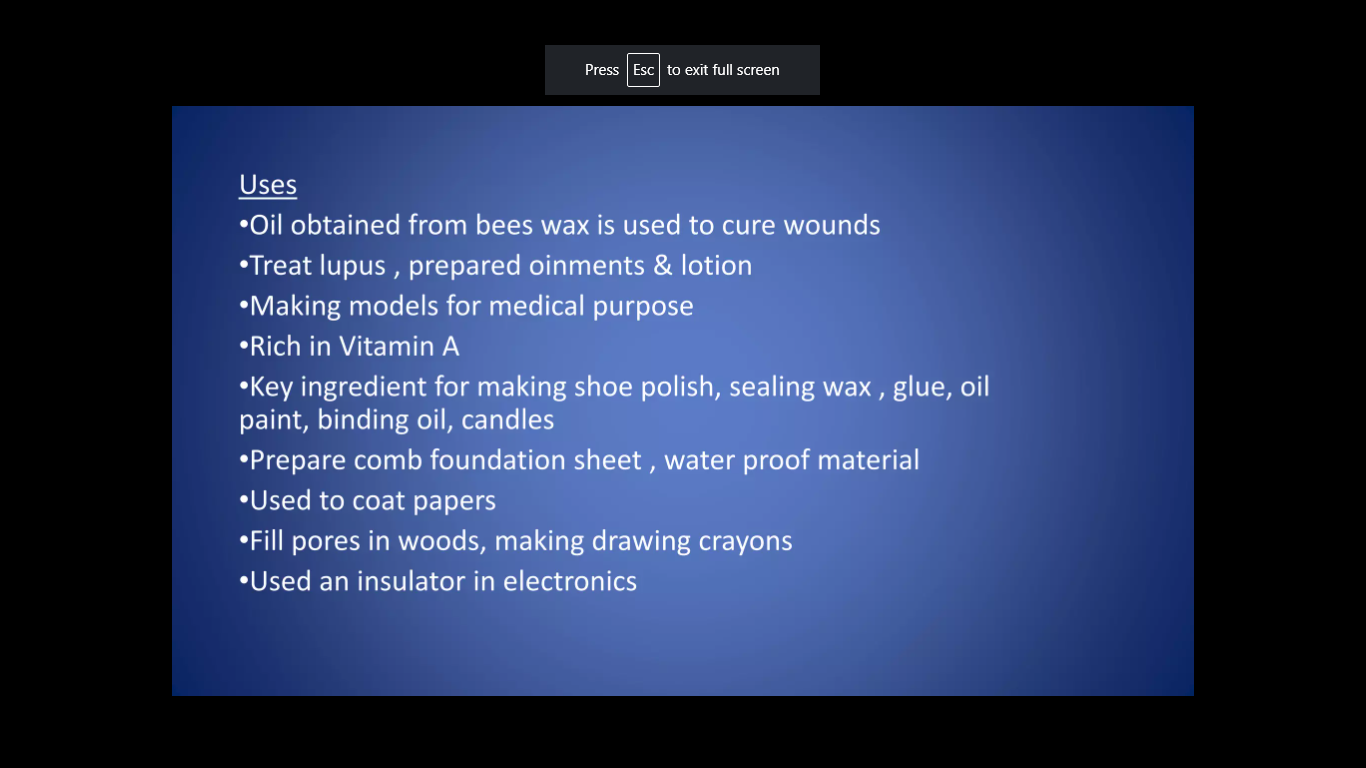 Press Esc to exit full screen
Uses
•Oil obtained from bees wax is used to cure wounds
•Treat lupus , prepared oinments & lotion
•Making models for medical purpose
•Rich in Vitamin A
•Key ingredient for making shoe polish, sealing wax , glue, oil
paint, binding oil, candles
•Prepare comb foundation sheet , water proof material
•Used to coat papers
•Fill pores in woods, making drawing crayons
•Used an insulator in electronics